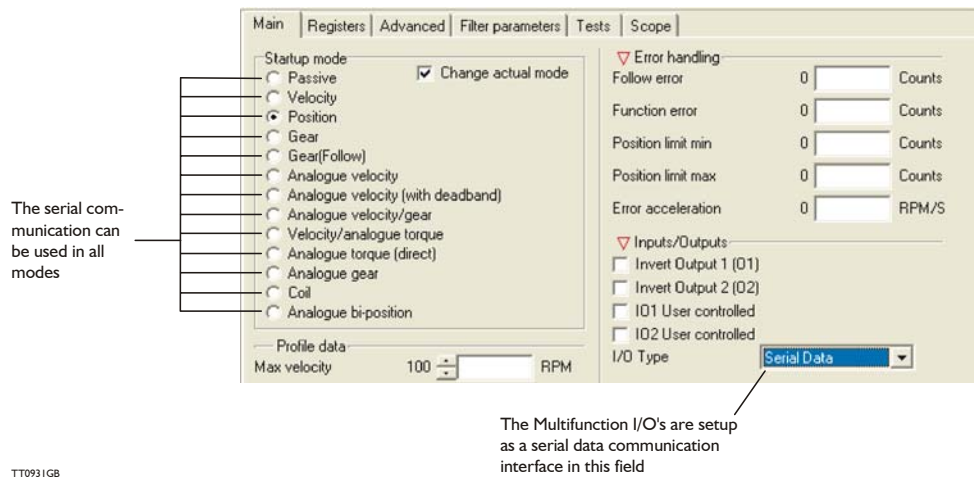 Main Registers Advanced Filter parameters Tests Scope
Startup mode
Passive
Change actual mode
Velocity
Position
Gear
Gear(Follow)
Analogue velocity
Analogue velocity (with deadband)
Analogue velocity/gear
Velocity/analogue torque
Analogue torque (direct)
Analogue gear
Coil
Analogue bi-position
Profile data
Max velocity 100 RPM
Error handling
Follow error 0 Counts
Function error 0 Counts
Position limit min 0 Counts
Position limit max 0 Counts
Error acceleration 0 RPM/S
Inputs/Outputs
Invert Output 1 (O1)
Invert Output 2 (O2)
IO1 User controlled
IO2 User controlled
I/O Type Serial Data
The serial com-
munication can
be used in all
modes
The Multifunction I/O's are setup
as a serial data communication
interface in this field
TT0931GB